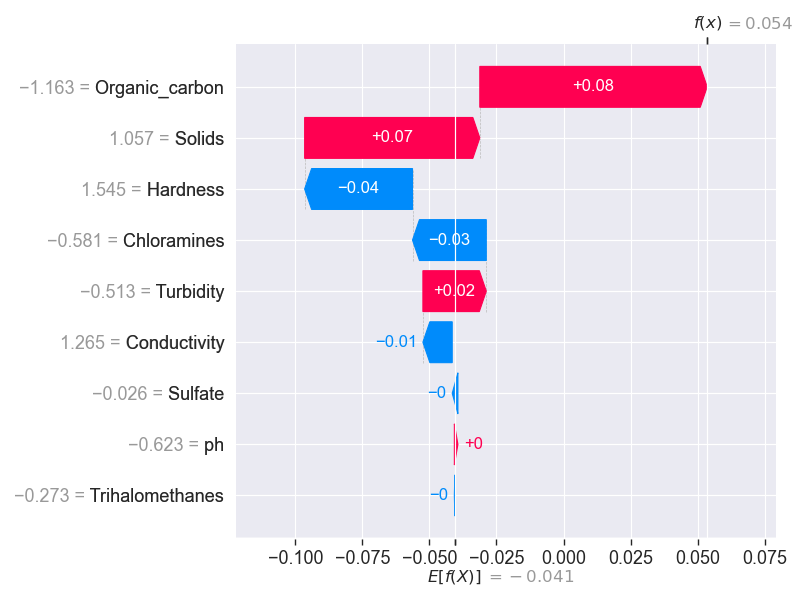 f(x) = 0.054
−1.163 = Organic_carbon
+0.08
1.057 = Solids
+0.07
1.545 = Hardness
−0.04
−0.581 = Chloramines
−0.03
−0.513 = Turbidity
+0.02
1.265 = Conductivity
−0.01
−0.026 = Sulfate
−0
−0.623 = ph
+0
−0.273 = Trihalomethanes
−0
−0.100 −0.075 −0.050 −0.025 0.000 0.025 0.050 0.075
E[f(X)] = −0.041